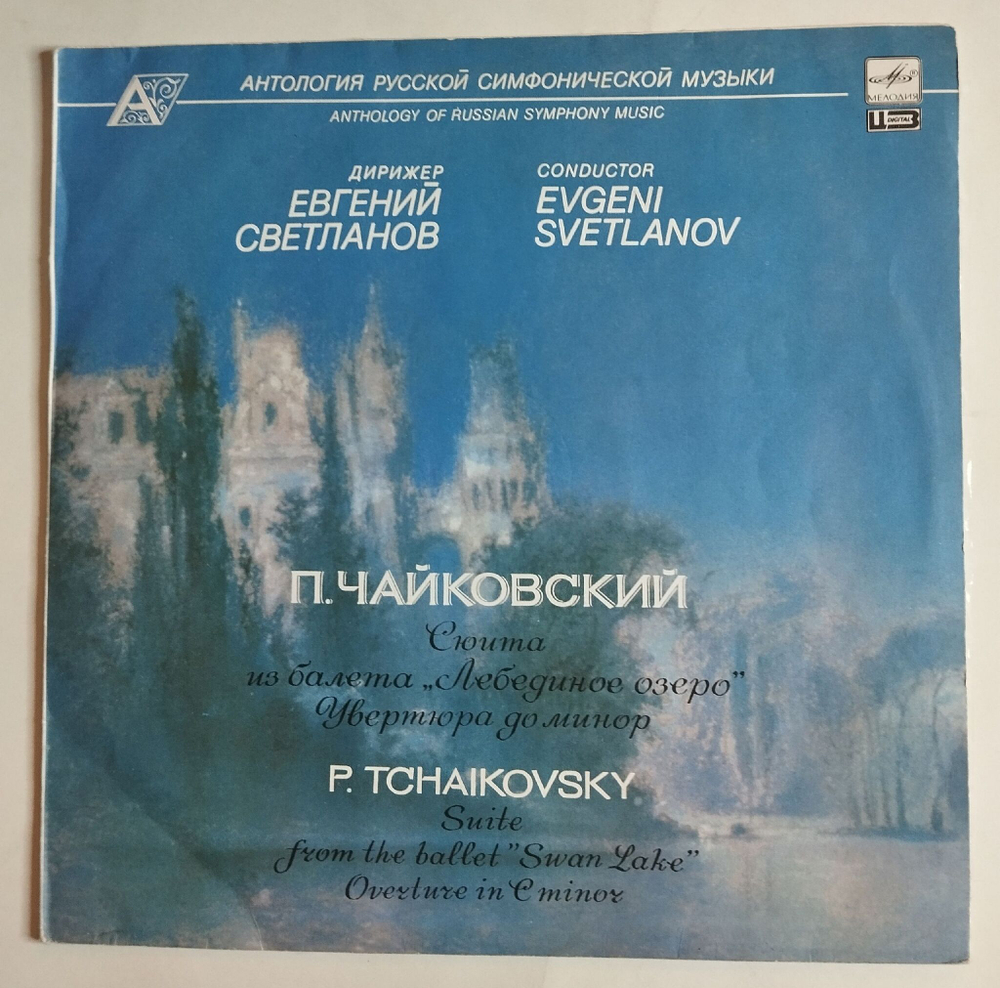 АНТОЛОГИЯ РУССКОЙ СИМФОНИЧЕСКОЙ МУЗЫКИ
ANTHOLOGY OF RUSSIAN SYMPHONY MUSIC
МЕЛОДИЯ
DIGITAL
ДИРИЖЕР
ЕВГЕНИЙ
СВЕТЛАНОВ
CONDUCTOR
EVGENI
SVETLANOV
П. ЧАЙКОВСКИЙ
Сюита
из балета „Лебединое озеро”
Увертюра до минор
P. TCHAIKOVSKY
Suite
from the ballet ”Swan Lake”
Overture in C minor